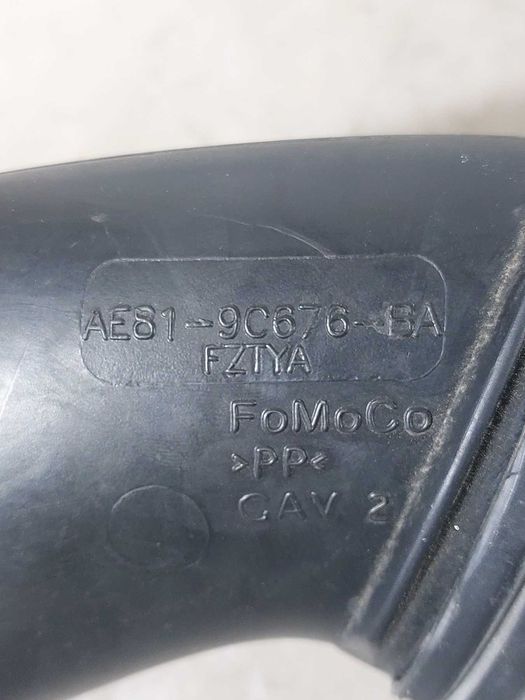 AE81-9C676-BA
FZTYA
FoMoCo
>PP<
CAV 2